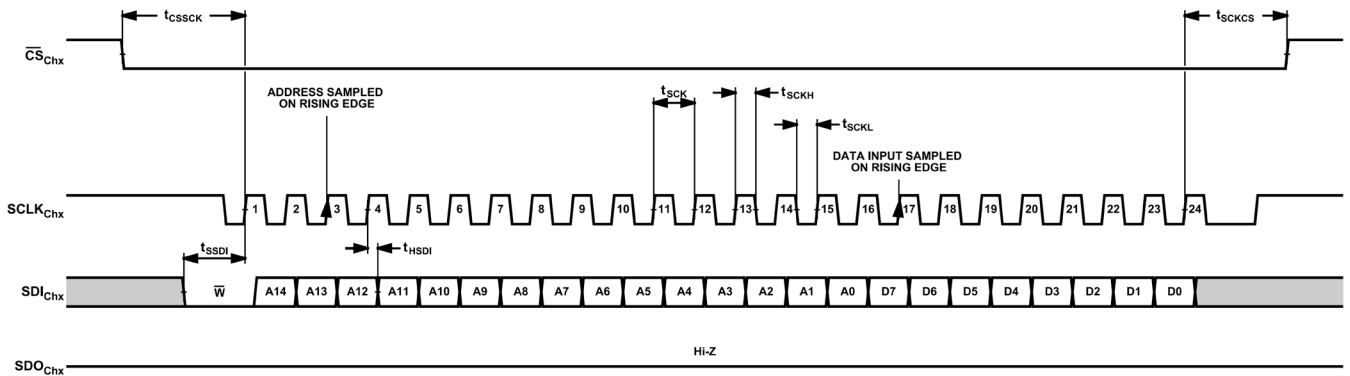 tCSSCK
tSCKCS
CSChx
ADDRESS SAMPLED
ON RISING EDGE
tSCK
tSCKH
tSCKL
DATA INPUT SAMPLED
ON RISING EDGE
SCLKChx
1 2 3 4 5 6 7 8 9 10 11 12 13 14 15 16 17 18 19 20 21 22 23 24
tSSDI
tHSDI
SDIChx
W A14 A13 A12 A11 A10 A9 A8 A7 A6 A5 A4 A3 A2 A1 A0 D7 D6 D5 D4 D3 D2 D1 D0
Hi-Z
SDOChx